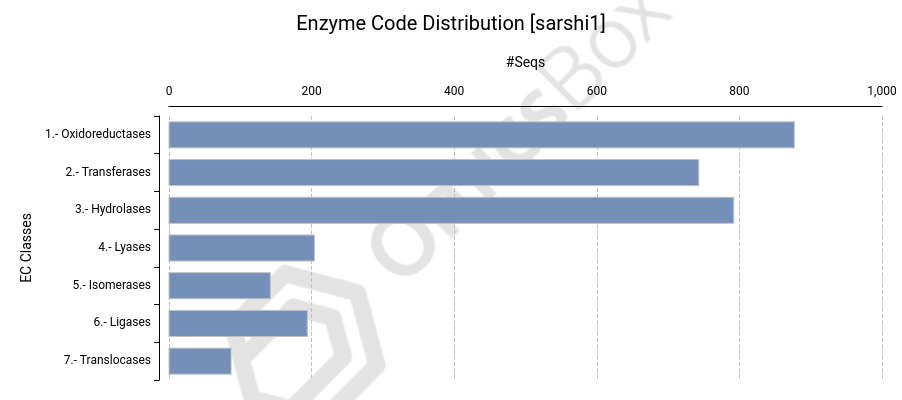 Enzyme Code Distribution [sarshi1]
#Seqs
0 200 400 600 800 1,000
1.- Oxidoreductases
2.- Transferases
3.- Hydrolases
4.- Lyases
5.- Isomerases
6.- Ligases
7.- Translocases
EC Classes
OmicsBox